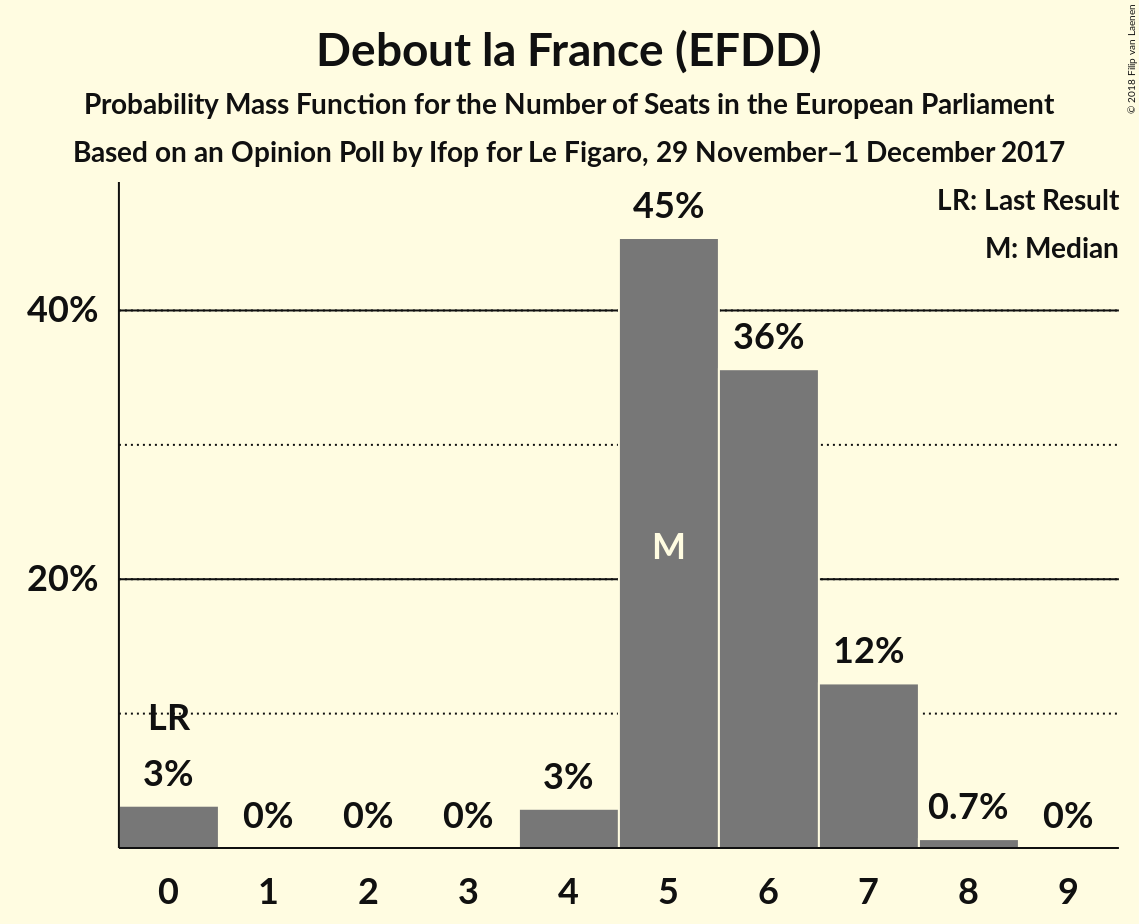 Debout la France (EFDD)
Probability Mass Function for the Number of Seats in the European Parliament
Based on an Opinion Poll by Ifop for Le Figaro, 29 November–1 December 2017
© 2018 Filip van Laenen
LR: Last Result
M: Median
45%
40%
36%
M
20%
12%
LR
3%
0%
0%
0%
3%
0.7%
0%
0 1 2 3 4 5 6 7 8 9